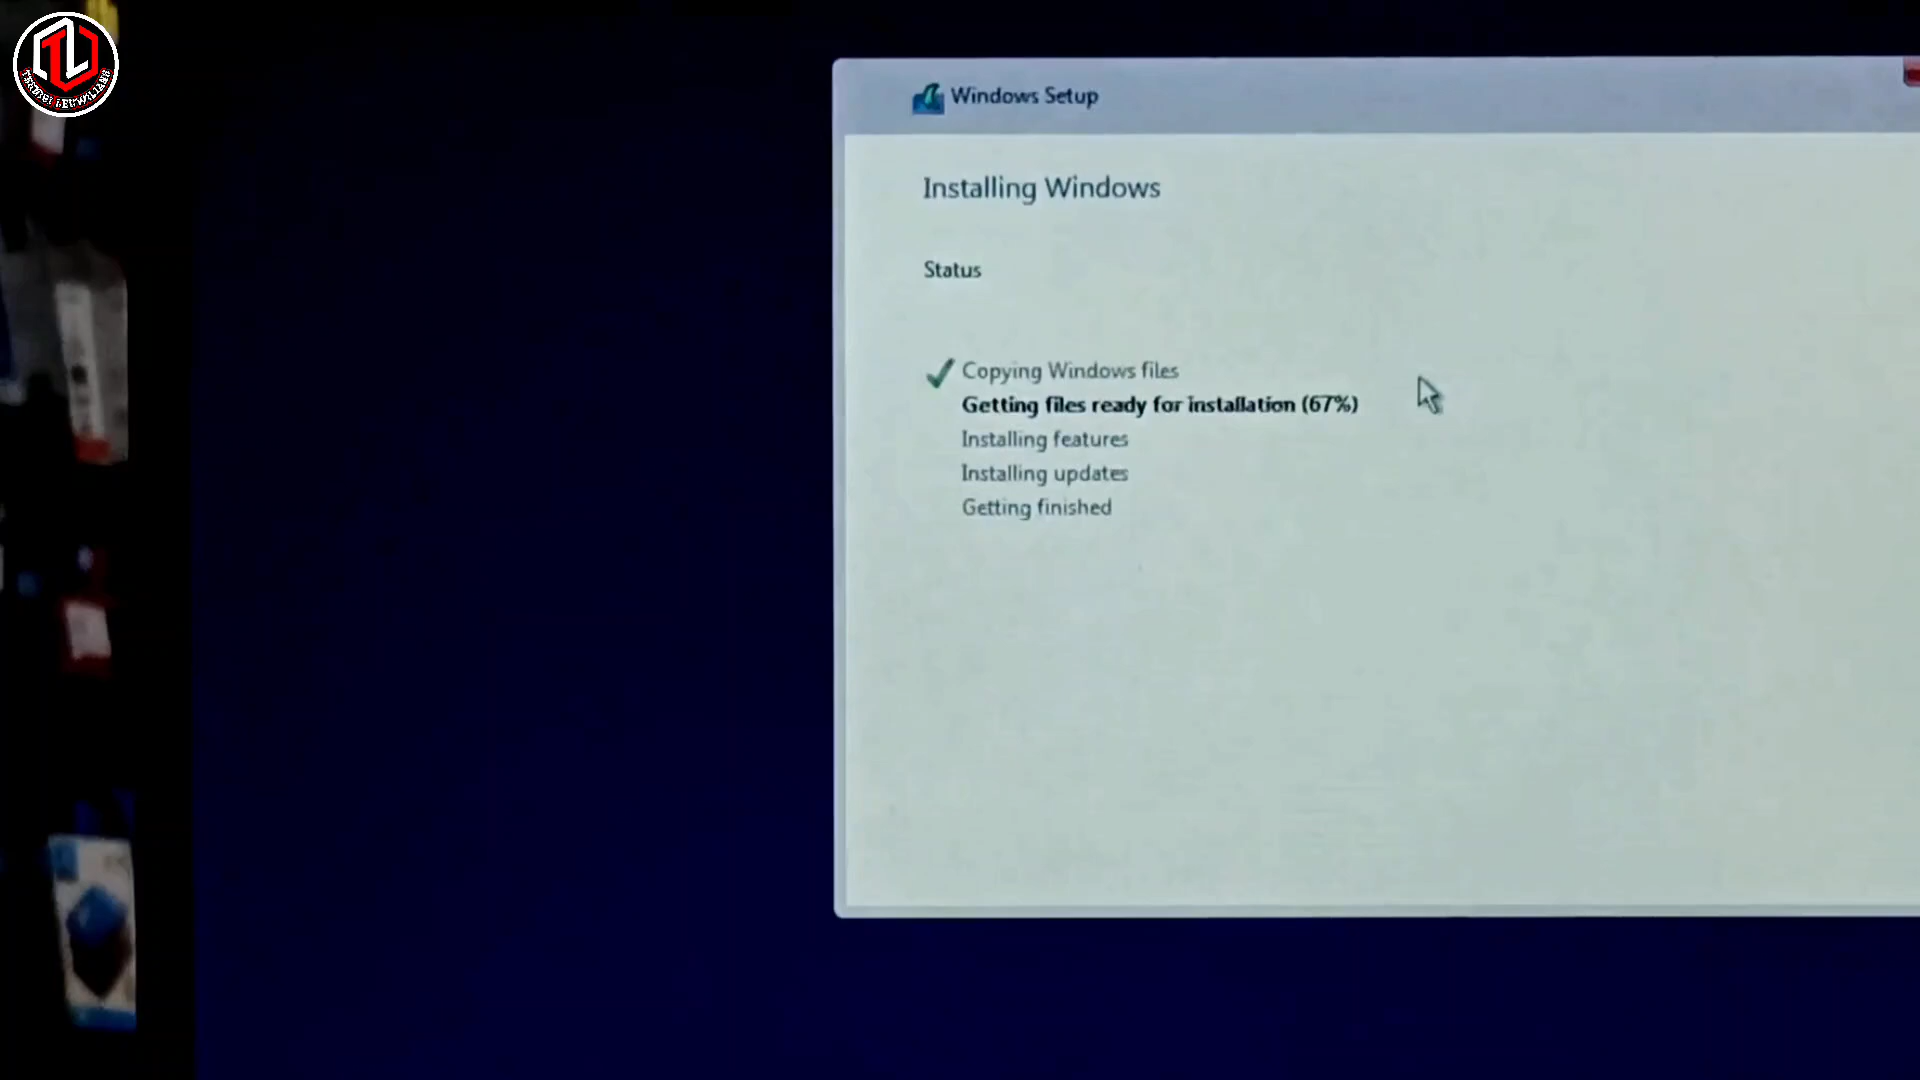 Windows Setup
Installing Windows
Status
Copying Windows files
Getting files ready for installation (67%)
Installing features
Installing updates
Getting finished